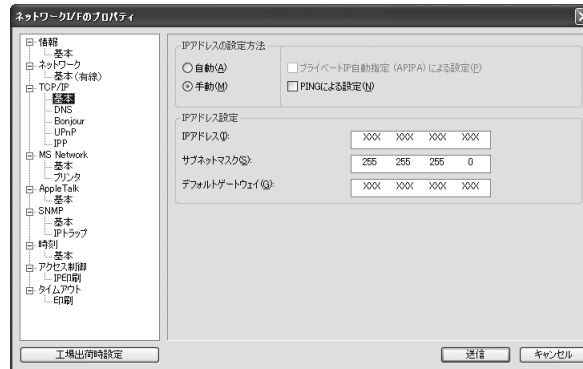 ネットワークI/Fのプロパティ
情報
基本
ネットワーク
基本(有線)
TCP/IP
基本
DNS
Bonjour
UPnP
IPP
MS Network
基本
プリンタ
AppleTalk
基本
SNMP
基本
IPトラップ
時刻
基本
アクセス制御
IPE印刷
タイムアウト
印刷
IPアドレスの設定方法
自動(A)
プライベートIP自動指定 (APIPA) による設定(P)
手動(M)
PINGによる設定(N)
IPアドレス設定
IPアドレス(I): XXX XXX XXX XXX
サブネットマスク(S): 255 255 255 0
デフォルトゲートウェイ(G): XXX XXX XXX XXX
工場出荷時設定
送信 キャンセル